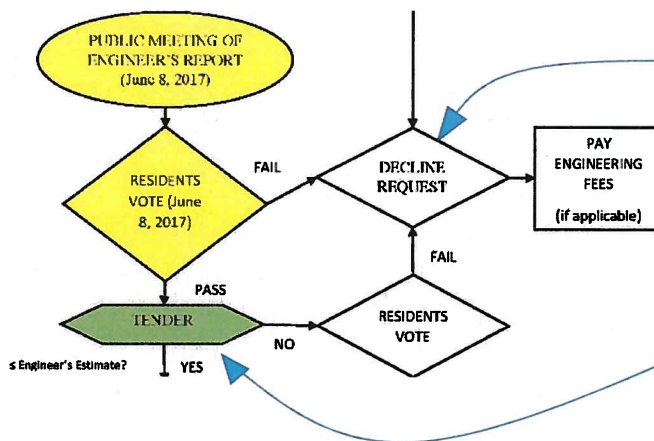 PUBLIC MEETING OF
ENGINEER'S REPORT
(June 8, 2017)
RESIDENTS
VOTE (June
8, 2017)
FAIL
DECLINE
REQUEST
PAY
ENGINEERING
FEES
(if applicable)
PASS
TENDER
≤ Engineer's Estimate?
YES
NO
RESIDENTS
VOTE
FAIL